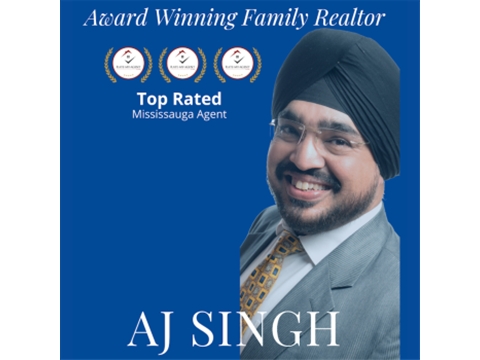 Award Winning Family Realtor
Top Rated
Mississauga Agent
AJ SINGH